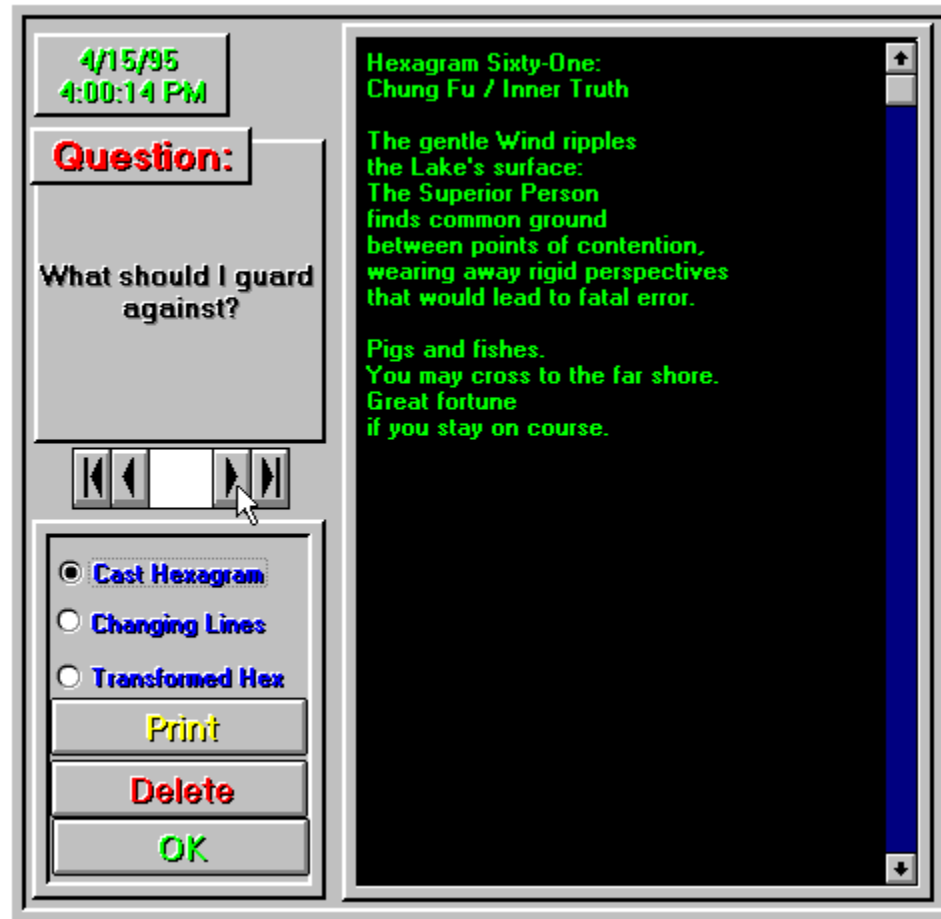 4/15/95
4:00:14 PM
Question:
What should I guard
against?
Cast Hexagram
Changing Lines
Transformed Hex
Print
Delete
OK
Hexagram Sixty-One:
Chung Fu / Inner Truth
The gentle Wind ripples
the Lake's surface:
The Superior Person
finds common ground
between points of contention,
wearing away rigid perspectives
that would lead to fatal error.
Pigs and fishes.
You may cross to the far shore.
Great fortune
if you stay on course.